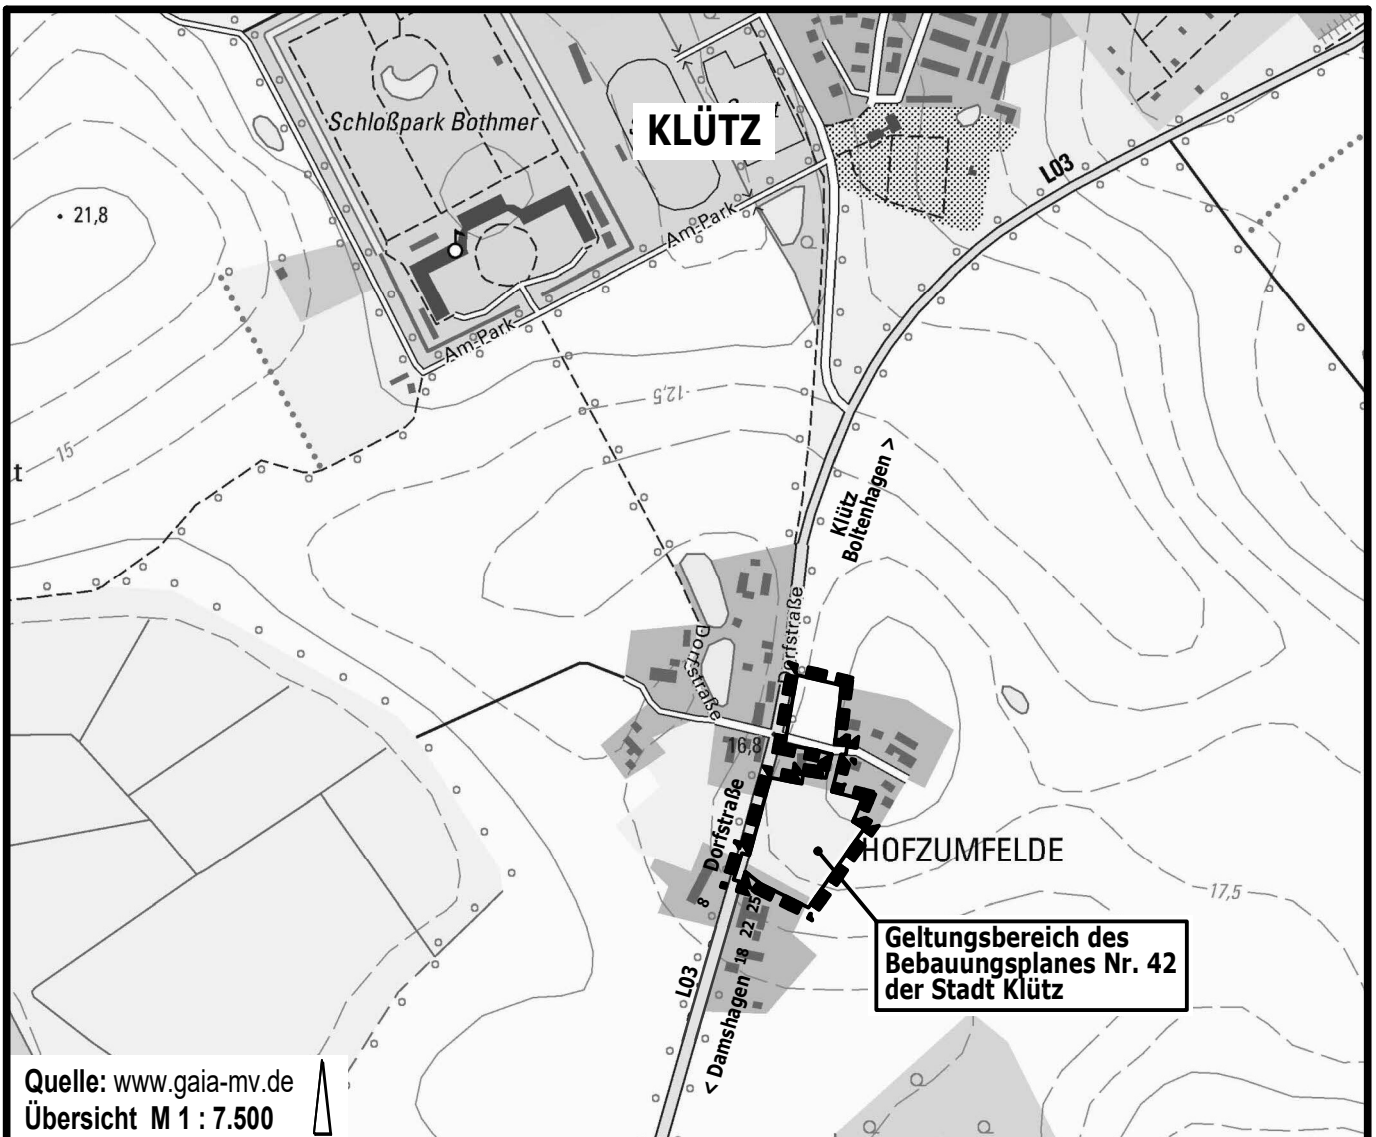 Schloßpark Bothmer
KLÜTZ
L03
21,8
Am-Park
Am-Park
12,5
15
t
Klütz
Boltenhagen >
Dorfstraße
Dorfstraße
16,8
Dorfstraße
HOFZUMFELDE
17,5
8
25
22
18
Geltungsbereich des
Bebauungsplanes Nr. 42
der Stadt Klütz
L03
< Damshagen
Quelle: www.gaia-mv.de
Übersicht M 1 : 7.500